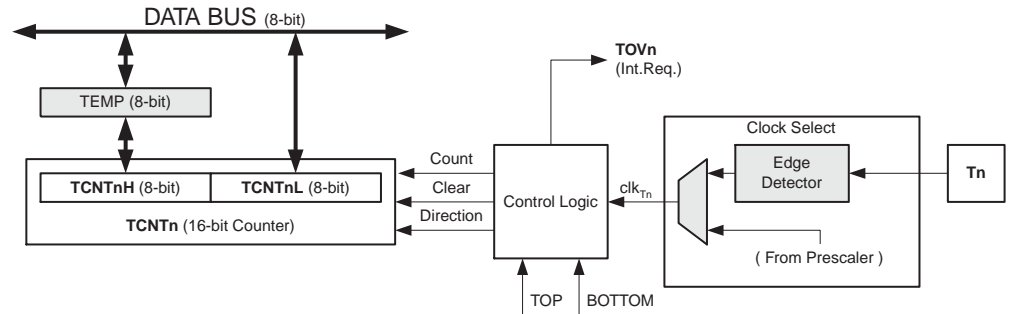 DATA BUS (8-bit)
TOVn
(Int.Req.)
TEMP (8-bit)
Clock Select
Count
Edge
Detector
TCNTnH (8-bit) TCNTnL (8-bit)
Clear
Control Logic
clkTn
Tn
Direction
TCNTn (16-bit Counter)
( From Prescaler )
TOP
BOTTOM